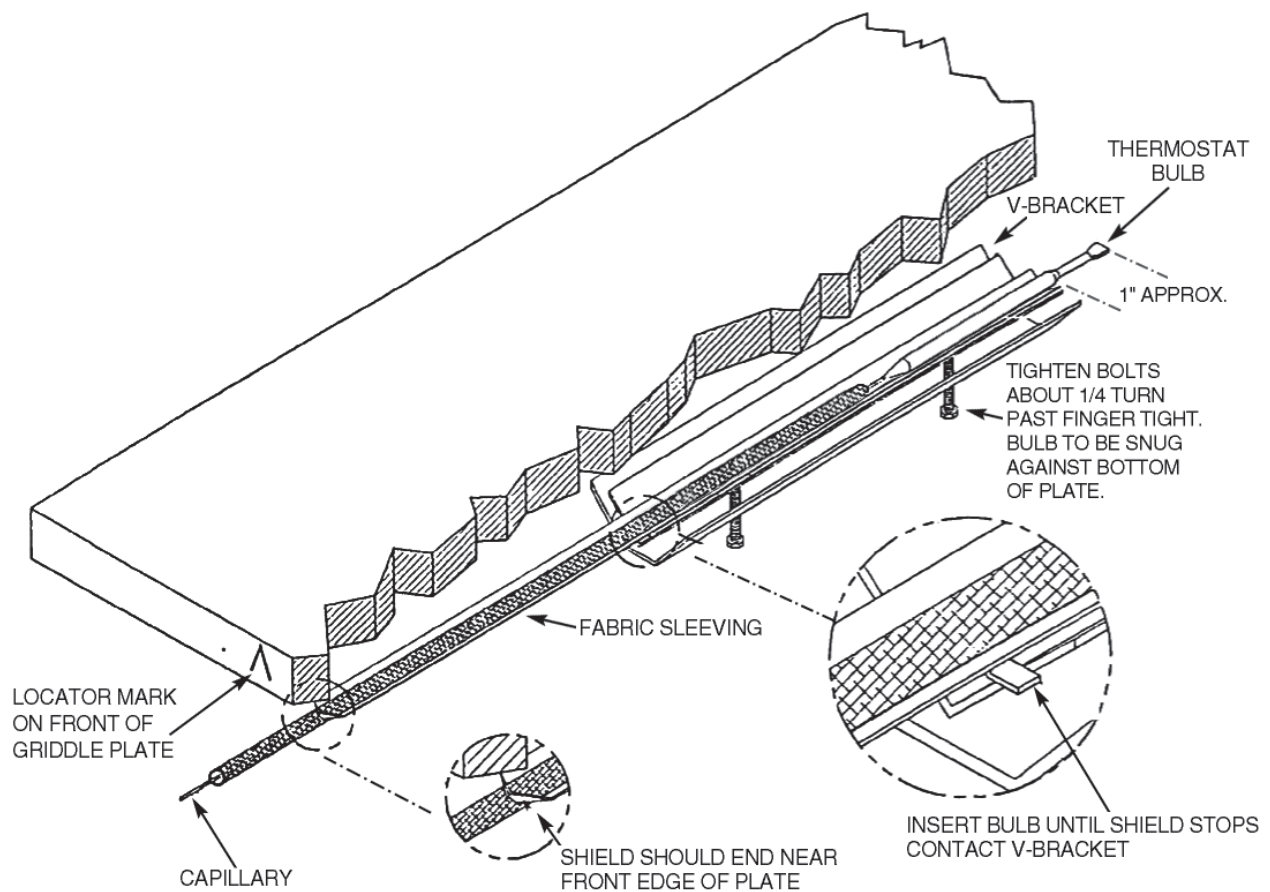 THERMOSTAT
BULB
V-BRACKET
1" APPROX.
TIGHTEN BOLTS
ABOUT 1/4 TURN
PAST FINGER TIGHT.
BULB TO BE SNUG
AGAINST BOTTOM
OF PLATE.
FABRIC SLEEVING
LOCATOR MARK
ON FRONT OF
GRIDDLE PLATE
INSERT BULB UNTIL SHIELD STOPS
CONTACT V-BRACKET
SHIELD SHOULD END NEAR
FRONT EDGE OF PLATE
CAPILLARY